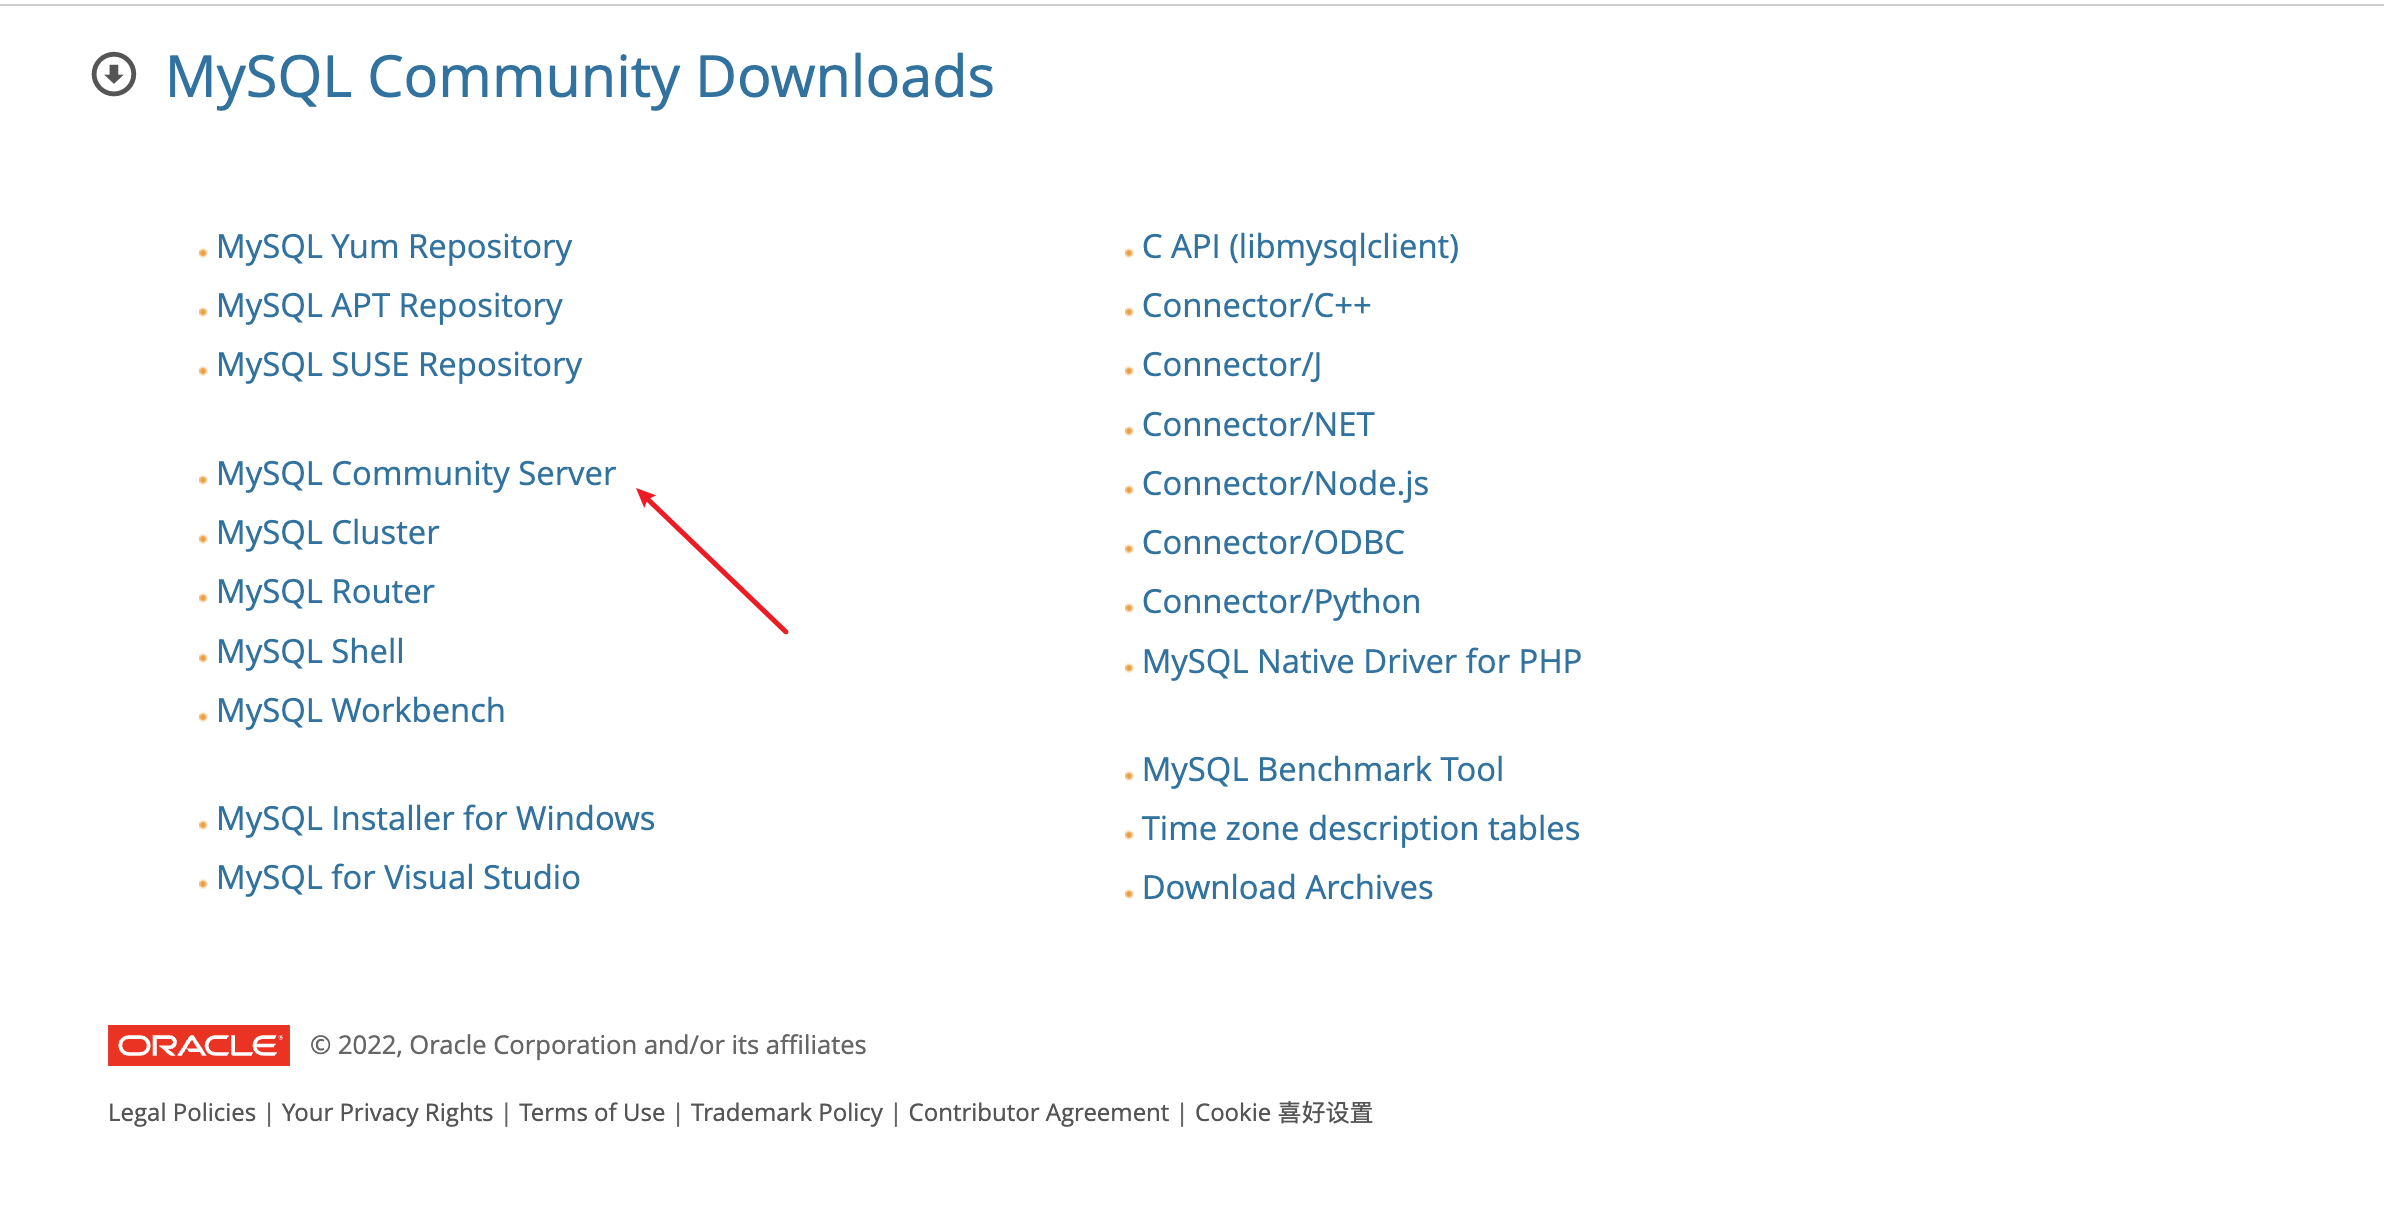 MySQL Community Downloads
MySQL Yum Repository
MySQL APT Repository
MySQL SUSE Repository
MySQL Community Server
MySQL Cluster
MySQL Router
MySQL Shell
MySQL Workbench
MySQL Installer for Windows
MySQL for Visual Studio
C API (libmysqlclient)
Connector/C++
Connector/J
Connector/NET
Connector/Node.js
Connector/ODBC
Connector/Python
MySQL Native Driver for PHP
MySQL Benchmark Tool
Time zone description tables
Download Archives
ORACLE® © 2022, Oracle Corporation and/or its affiliates
Legal Policies | Your Privacy Rights | Terms of Use | Trademark Policy | Contributor Agreement | Cookie 喜好设置